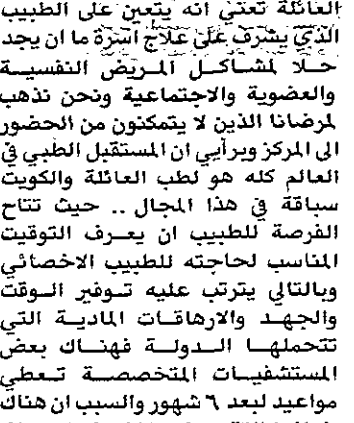 العائلة تعني انه يتعين على الطبيب
الذي يشرف على علاج اسرة ما ان يجد
حلا لمشاكل المريض النفسية
والعضوية والاجتماعية ونحن نذهب
لمرضانا الذين لا يتمكنون من الحضور
الى المركز وبرأيي ان المستقبل الطبي في
العالم كله هو لطب العائلة والكويت
سباقة في هذا المجال .. حيث تتاح
الفرصة للطبيب ان يعرف التوقيت
المناسب لحاجته للطبيب الاخصائي
وبالتالي يترتب عليه توفير الوقت
والجهد والارهاقات المادية التي
تتحملها الدولة فهناك بعض
المستشفيات المتخصصة تعطي
مواعيد لبعد ٦ شهور والسبب ان هناك